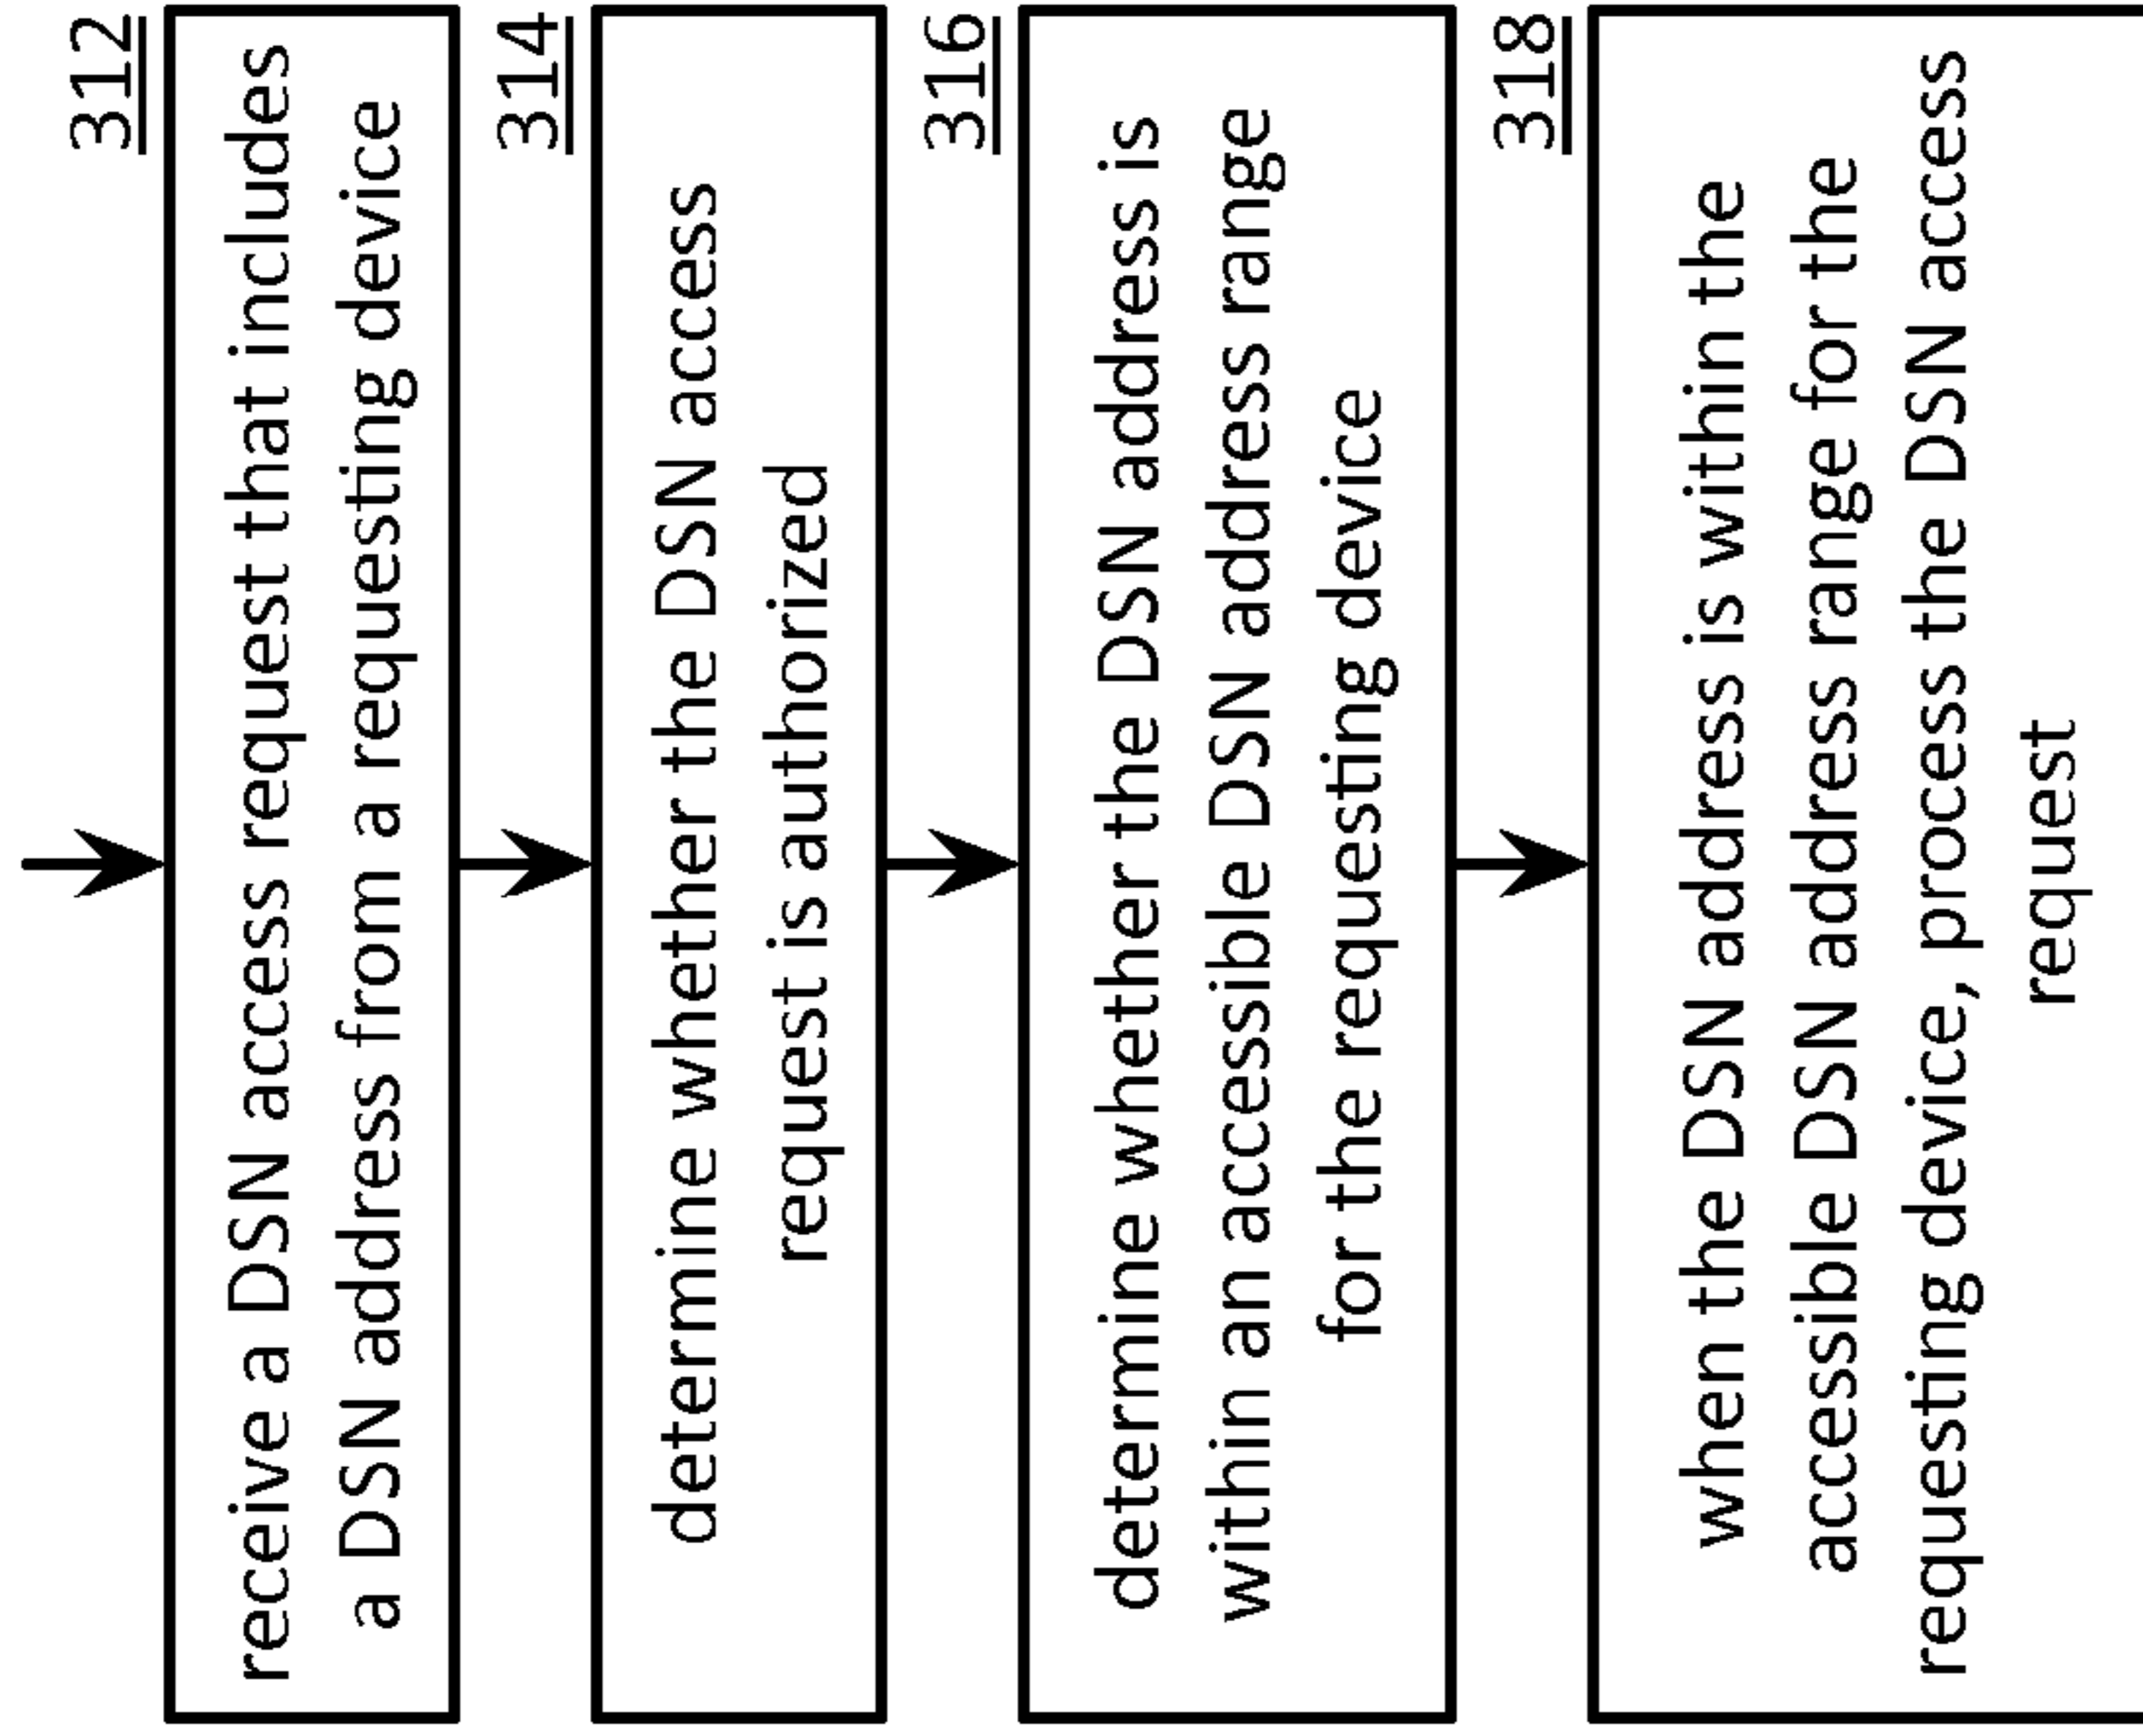 312
receive a DSN access request that includes
a DSN address from a requesting device
314
determine whether the DSN access
request is authorized
316
determine whether the DSN address is
within an accessible DSN address range
for the requesting device
318
when the DSN address is within the
accessible DSN address range for the
requesting device, process the DSN access
request